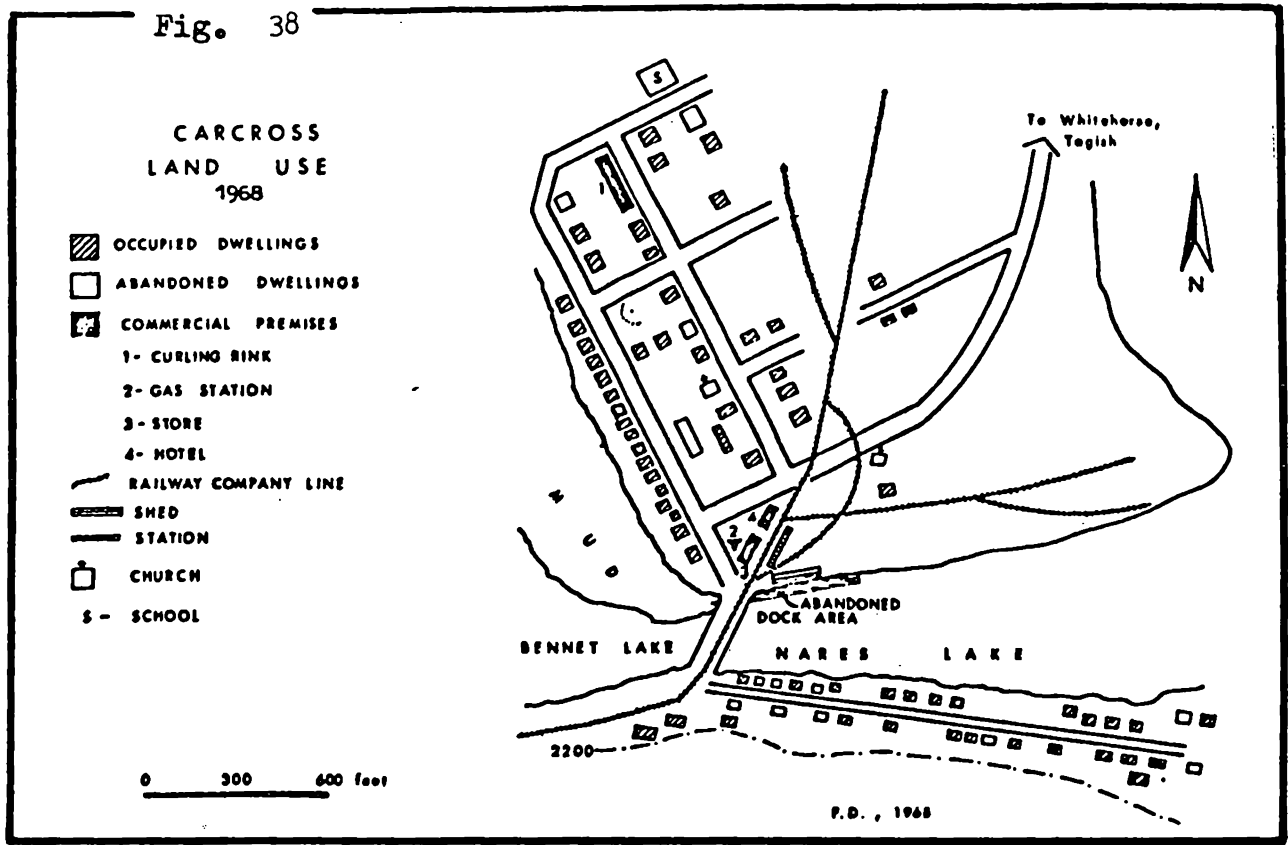 Fig. 38
CARCROSS
LAND USE
1968
OCCUPIED DWELLINGS
ABANDONED DWELLINGS
COMMERCIAL PREMISES
1- CURLING RINK
2- GAS STATION
3- STORE
4- HOTEL
RAILWAY COMPANY LINE
SHED
STATION
CHURCH
S - SCHOOL
0 300 600 feet
S
To Whitehorse,
Tagish
N
1
MUD
4
2
3
ABANDONED
DOCK AREA
BENNET LAKE
NARES LAKE
2200
P.D., 1968